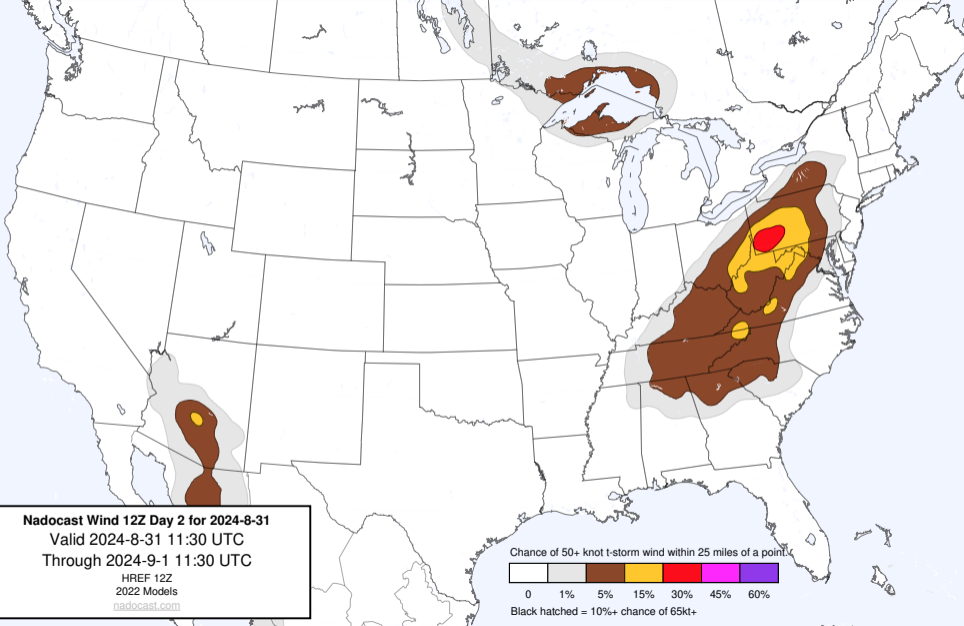 Nadocast Wind 12Z Day 2 for 2024-8-31
Valid 2024-8-31 11:30 UTC
Through 2024-9-1 11:30 UTC
HREF 12Z
2022 Models
nadocast.com
Chance of 50+ knot t-storm wind within 25 miles of a point.
0 1% 5% 15% 30% 45% 60%
Black hatched = 10%+ chance of 65kt+